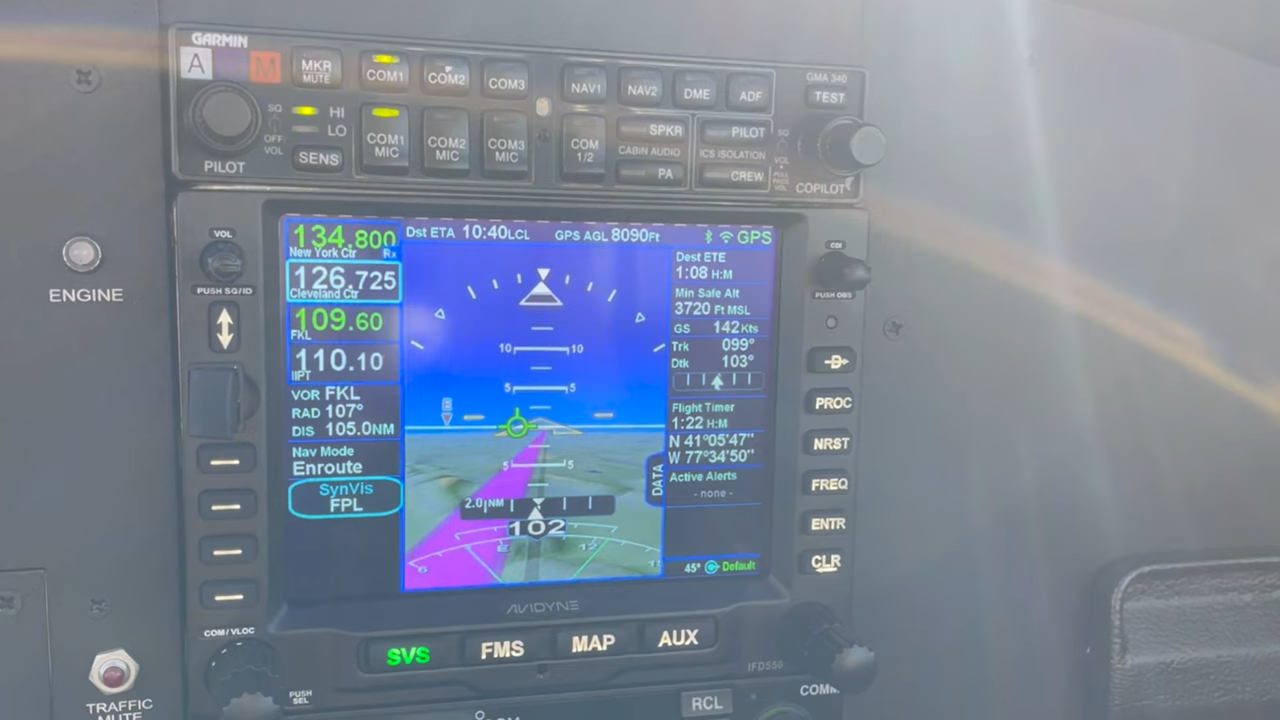 GARMIN
A M
MKR MUTE
COM1
COM2
COM3
NAV1
NAV2
DME
ADF
GMA 340
TEST
SQ
OFF
VOL
HI
LO
SENS
PILOT
COM1 MIC
COM2 MIC
COM3 MIC
COM 1/2
SPKR
CABIN AUDIO
PA
PILOT
ICS ISOLATION
CREW
SQ
VOL
COPILOT
ENGINE
VOL
PUSH SQ/ID
134.800
New York Ctr Rx
126.725
Cleveland Ctr
109.60
FKL
110.10
IIPT
VOR FKL
RAD 107°
DIS 105.0NM
Nav Mode
Enroute
SynVis
FPL
Dst ETA 10:40LCL GPS AGL 8090Ft GPS
10 10
5 5
5 5
2.0 NM
102
6 12
DATA
Dest ETE
1:08 H:M
Min Safe Alt
3720 Ft MSL
GS 142Kts
Trk 099°
Dtk 103°
Flight Timer
1:22 H:M
N 41°05'47"
W 77°34'50"
Active Alerts
- none -
45° Default
CDI
PUSH OBS
D
PROC
NRST
FREQ
ENTR
CLR
AVIDYNE
COM/VLOC
SVS
FMS
MAP
AUX
IFD550
PUSH SEL
TRAFFIC
MUTE
RCL